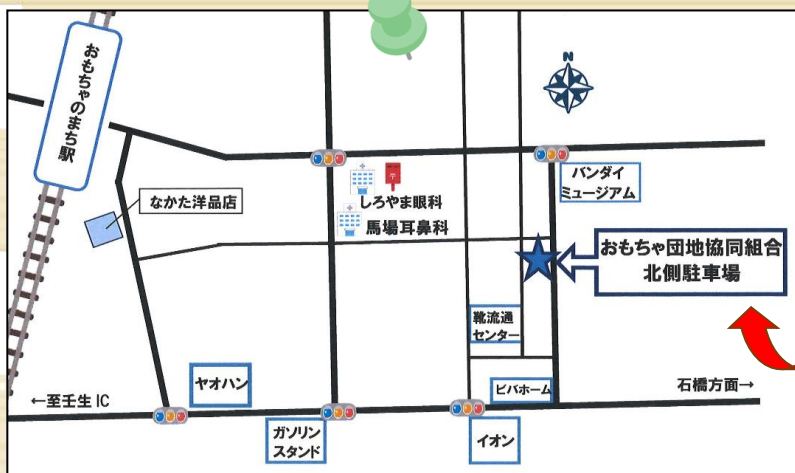 おもちゃのまち駅
N
なかた洋品店
〒
しろやま眼科
馬場耳鼻科
バンダイ
ミュージアム
おもちゃ団地協同組合
北側駐車場
靴流通
センター
ヤオハン
ビバホーム
石橋方面→
←至壬生 IC
ガソリン
スタンド
イオン